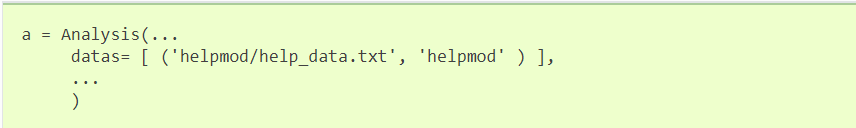 a = Analysis(...
     datas= [ ('helpmod/help_data.txt', 'helpmod' ) ],
     ...
     )